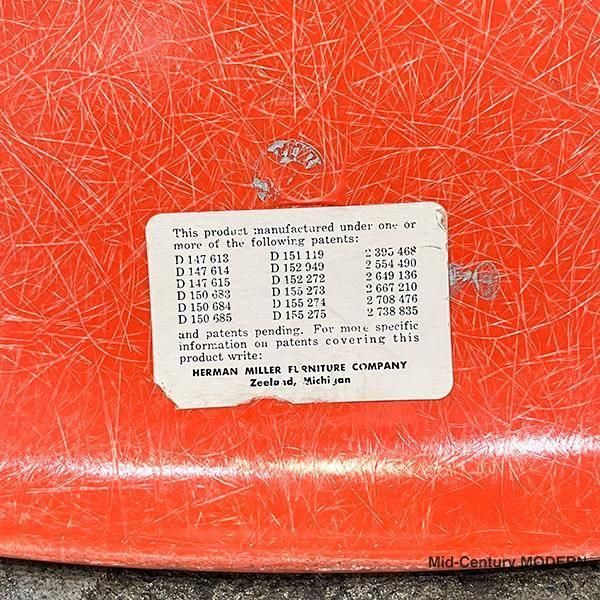 This product manufactured under one or
more of the following patents:
D 147 613 D 151 119 2 395 468
D 147 614 D 152 949 2 554 490
D 147 615 D 152 272 2 649 136
D 150 683 D 155 273 2 667 210
D 150 684 D 155 274 2 708 476
D 150 685 D 155 275 2 738 835
and patents pending. For more specific
information on patents covering this
product write:
HERMAN MILLER FURNITURE COMPANY
Zeeland, Michigan
Mid-Century MODERN